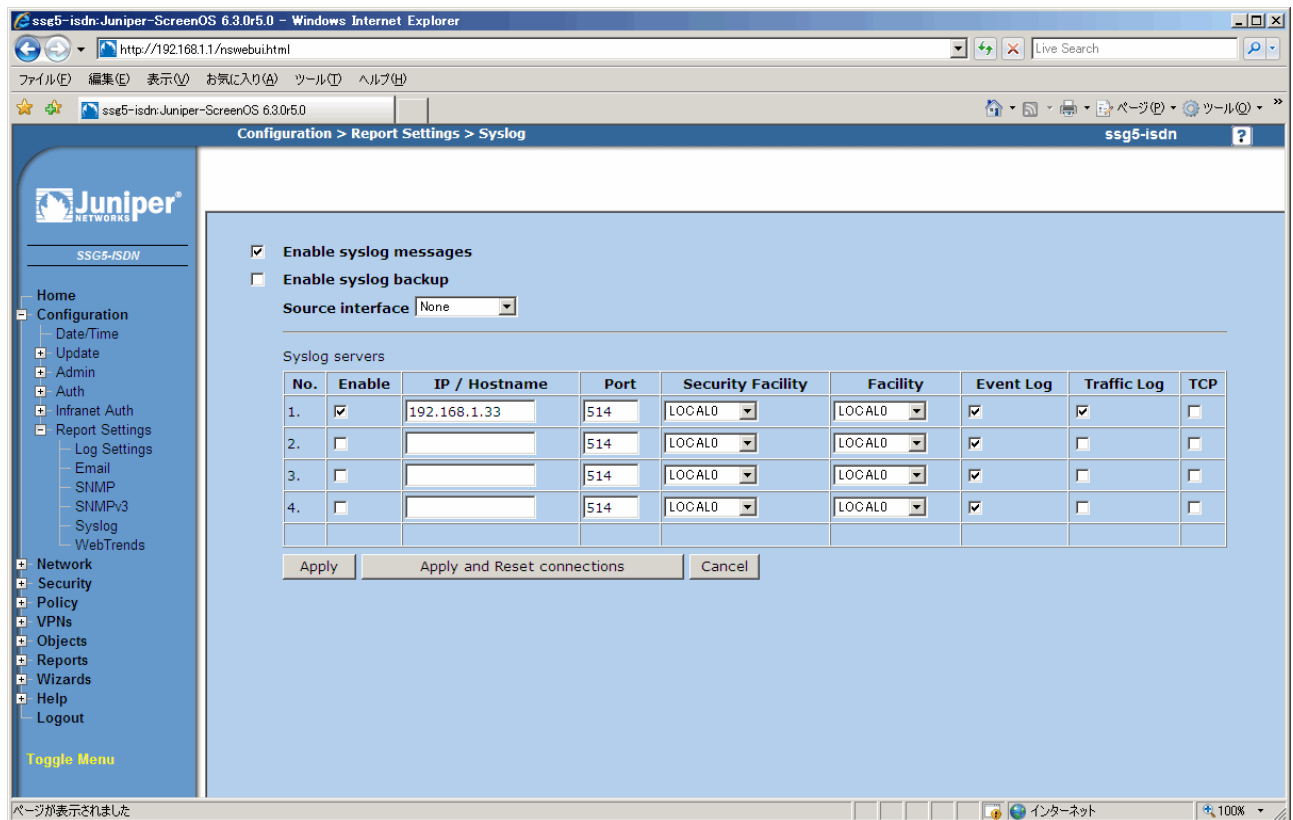 ssg5-isdn:Juniper-ScreenOS 6.3.0r5.0 - Windows Internet Explorer
http://192.168.1.1/nswebui.html
Live Search
ファイル(F) 編集(E) 表示(V) お気に入り(A) ツール(T) ヘルプ(H)
ssg5-isdn:Juniper-ScreenOS 6.3.0r5.0
ページ(P) ツール(O) »
Configuration > Report Settings > Syslog ssg5-isdn ?
Juniper®
NETWORKS
SSG5-ISDN
Home
Configuration
Date/Time
Update
Admin
Auth
Infranet Auth
Report Settings
Log Settings
Email
SNMP
SNMPv3
Syslog
WebTrends
Network
Security
Policy
VPNs
Objects
Reports
Wizards
Help
Logout
Toggle Menu
Enable syslog messages
Enable syslog backup
Source interface None
Syslog servers
No. Enable IP / Hostname Port Security Facility Facility Event Log Traffic Log TCP
1. 192.168.1.33 514 LOCAL0 LOCAL0
2. 514 LOCAL0 LOCAL0
3. 514 LOCAL0 LOCAL0
4. 514 LOCAL0 LOCAL0
Apply Apply and Reset connections Cancel
ページが表示されました インターネット 100%